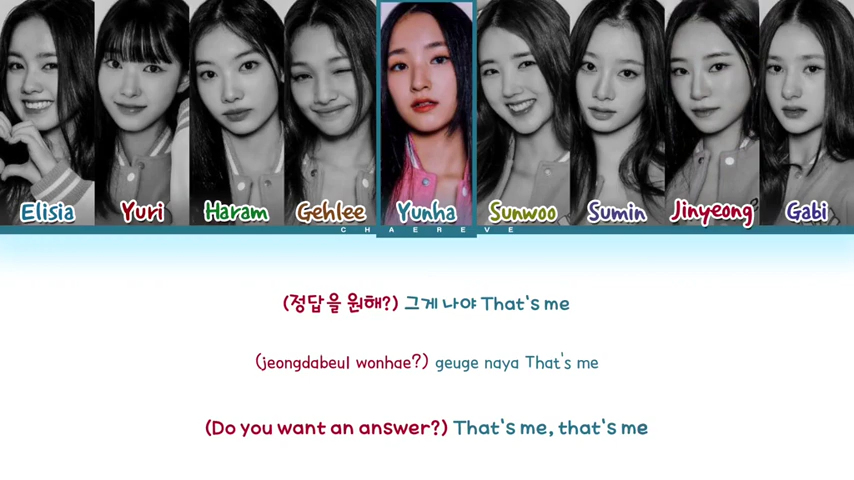 Elisia Yuri Haram Gehlee Yunha Sunwoo Sumin Jinyeong Gabi
CHAEREVE
(정답을 원해?) 그게 나야 That's me
(jeongdabeul wonhae?) geuge naya That's me
(Do you want an answer?) That's me, that's me